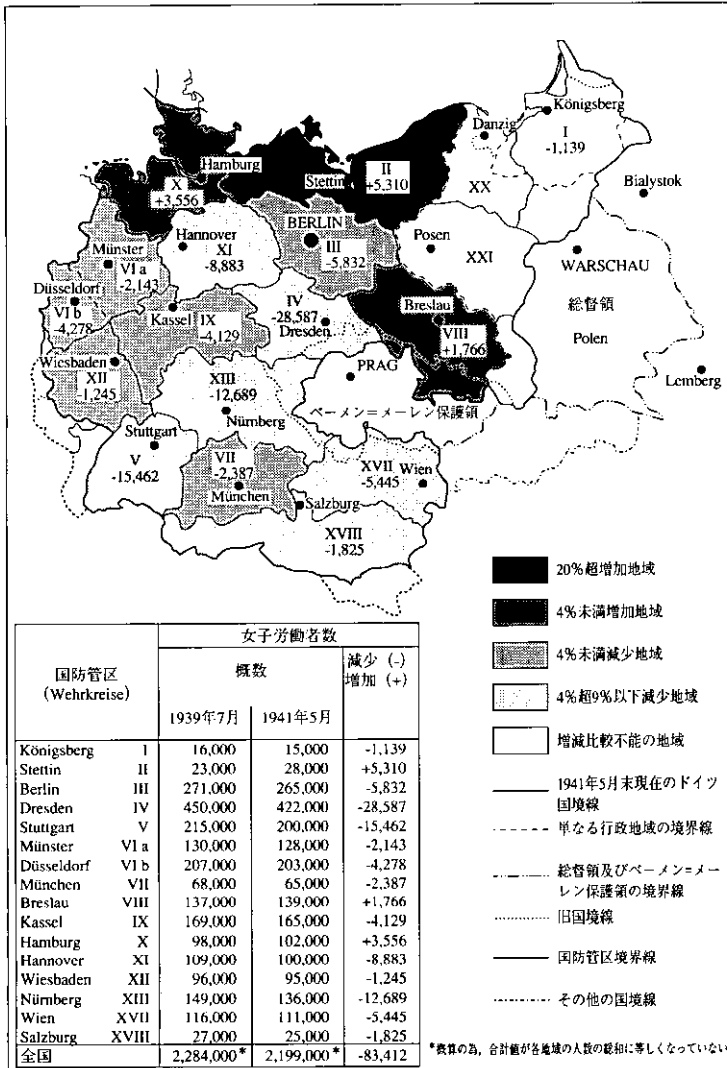 Königsberg
I
-1,139
Danzig
XX
Bialystok
Hamburg
X
+3,556
Stettin
II
+5,310
BERLIN
III
-5,832
Hannover
XI
-8,883
Posen
XXI
WARSCHAU
総督領
Polen
Münster
VI a
-2,143
Düsseldorf
VI b
-4,278
Kassel
IX
-4,129
IV
-28,587
Dresden
Breslau
VIII
+1,766
Wiesbaden
XII
-1,245
XIII
-12,689
Nürnberg
PRAG
ベーメン=メーレン保護領
Lemberg
Stuttgart
V
-15,462
VII
-2,387
München
XVII
Wien
-5,445
Salzburg
XVIII
-1,825
20%超増加地域
4%未満増加地域
4%未満減少地域
4%超9%以下減少地域
増減比較不能の地域
1941年5月末現在のドイツ
国境線
単なる行政地域の境界線
総督領及びベーメン=メー
レン保護領の境界線
旧国境線
国防管区境界線
その他の国境線
国防管区
(Wehrkreise)
女子労働者数
概数
減少 (-)
増加 (+)
1939年7月 1941年5月
Königsberg I 16,000 15,000 -1,139
Stettin II 23,000 28,000 +5,310
Berlin III 271,000 265,000 -5,832
Dresden IV 450,000 422,000 -28,587
Stuttgart V 215,000 200,000 -15,462
Münster VI a 130,000 128,000 -2,143
Düsseldorf VI b 207,000 203,000 -4,278
München VII 68,000 65,000 -2,387
Breslau VIII 137,000 139,000 +1,766
Kassel IX 169,000 165,000 -4,129
Hamburg X 98,000 102,000 +3,556
Hannover XI 109,000 100,000 -8,883
Wiesbaden XII 96,000 95,000 -1,245
Nürnberg XIII 149,000 136,000 -12,689
Wien XVII 116,000 111,000 -5,445
Salzburg XVIII 27,000 25,000 -1,825
全国 2,284,000* 2,199,000* -83,412
*概算の為，合計値が各地域の人数の総和に等しくなっていない